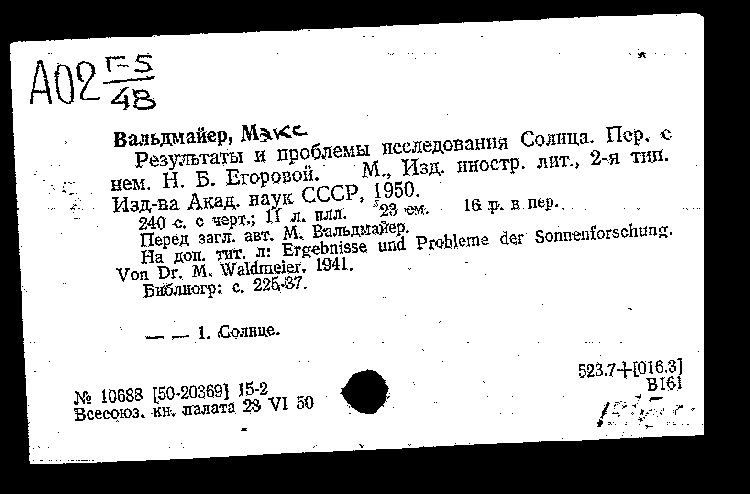 А02 Г-5
48
Вальдмайер, Макс
Результаты и проблемы исследования Солнца. Пер. с
нем. Н. Б. Егоровой. М., Изд. иностр. лит., 2-я тип.
Изд-ва Акад. наук СССР, 1950.
240 с. с черт.; 11 л. илл. 23 см. 16 р. в пер.
Перед загл. авт. М. Вальдмайер.
На доп. тит. л: Ergebnisse und Probleme der Sonnenforschung.
Von Dr. M. Waldmeier, 1941.
Библиогр: с. 225-37.
— — 1. Солнце.
523.7+[016.3]
В161
№ 10688 [50-20369] 15-2
Всесоюз. кн. палата 28 VI 50